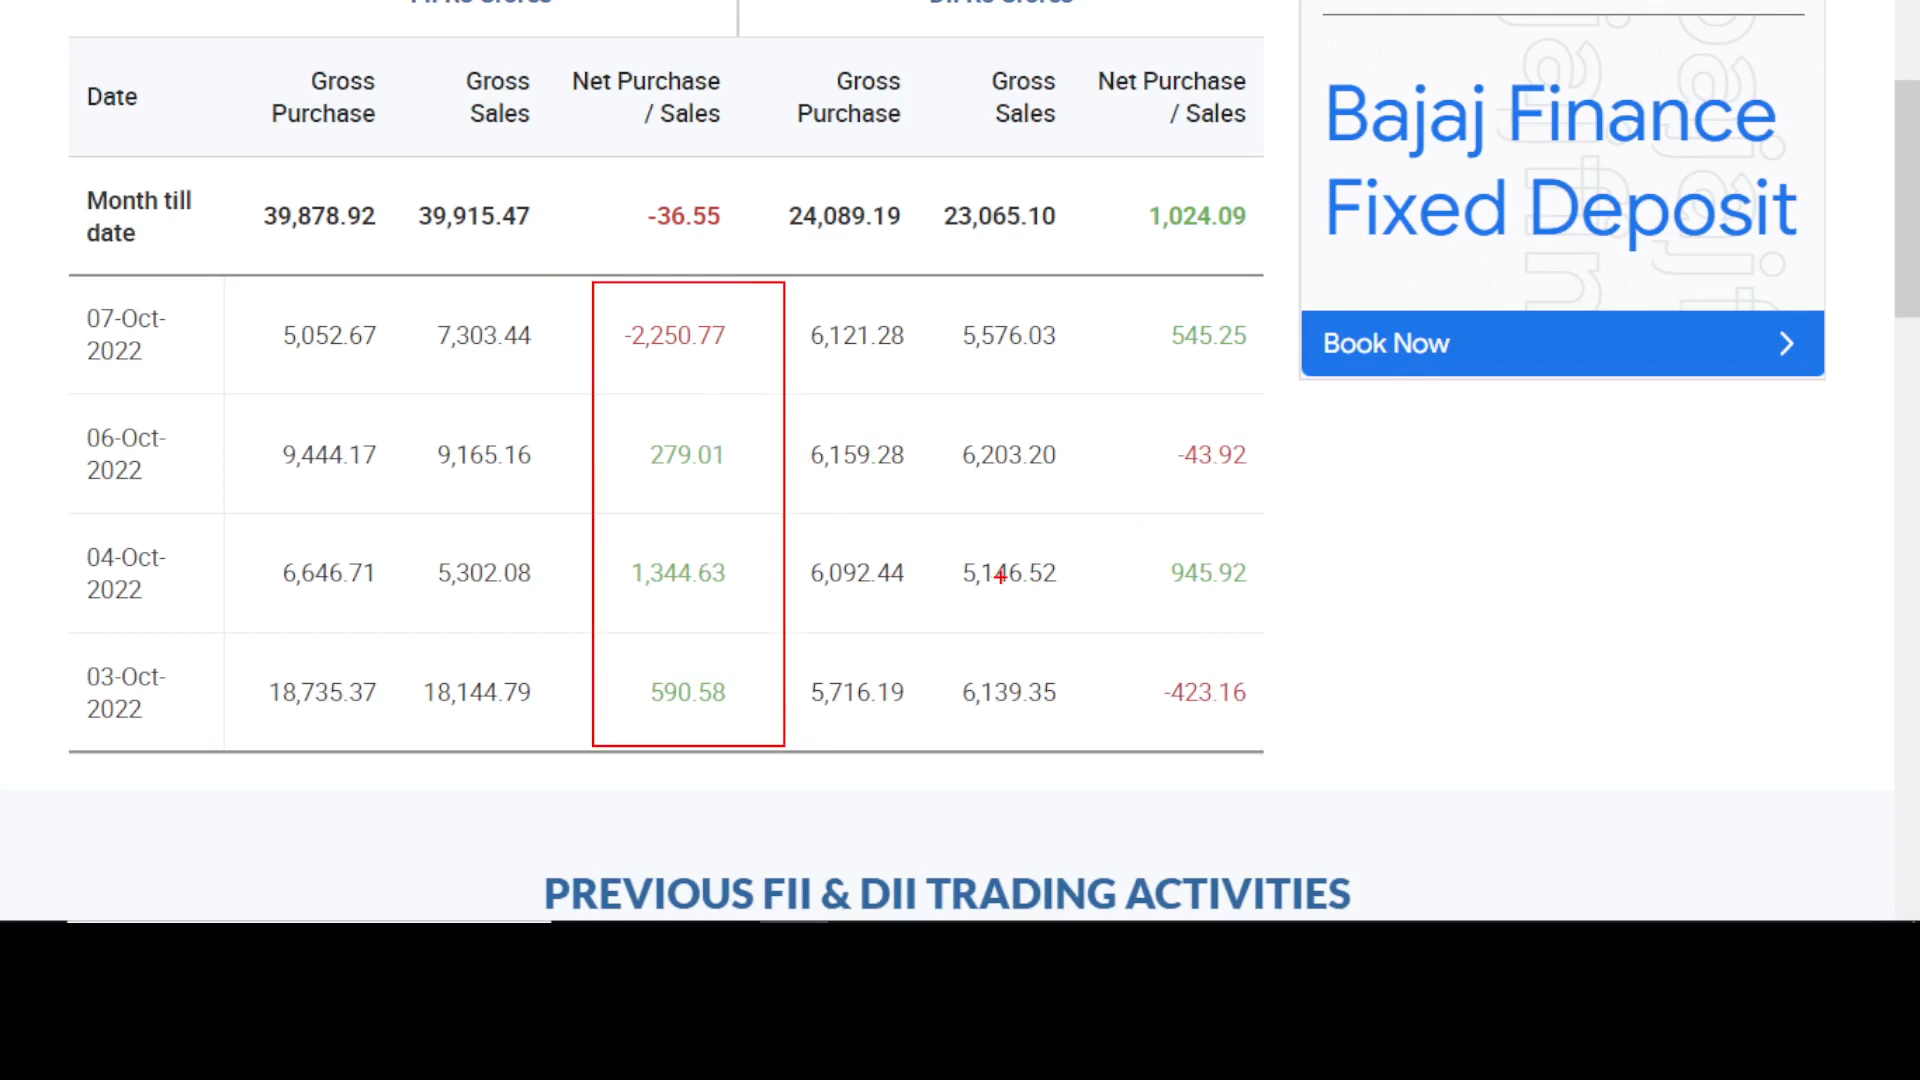 Date Gross Purchase Gross Sales Net Purchase / Sales Gross Purchase Gross Sales Net Purchase / Sales
Month till date 39,878.92 39,915.47 -36.55 24,089.19 23,065.10 1,024.09
07-Oct-2022 5,052.67 7,303.44 -2,250.77 6,121.28 5,576.03 545.25
06-Oct-2022 9,444.17 9,165.16 279.01 6,159.28 6,203.20 -43.92
04-Oct-2022 6,646.71 5,302.08 1,344.63 6,092.44 5,146.52 945.92
03-Oct-2022 18,735.37 18,144.79 590.58 5,716.19 6,139.35 -423.16
PREVIOUS FII & DII TRADING ACTIVITIES
Bajaj Finance
Fixed Deposit
Book Now